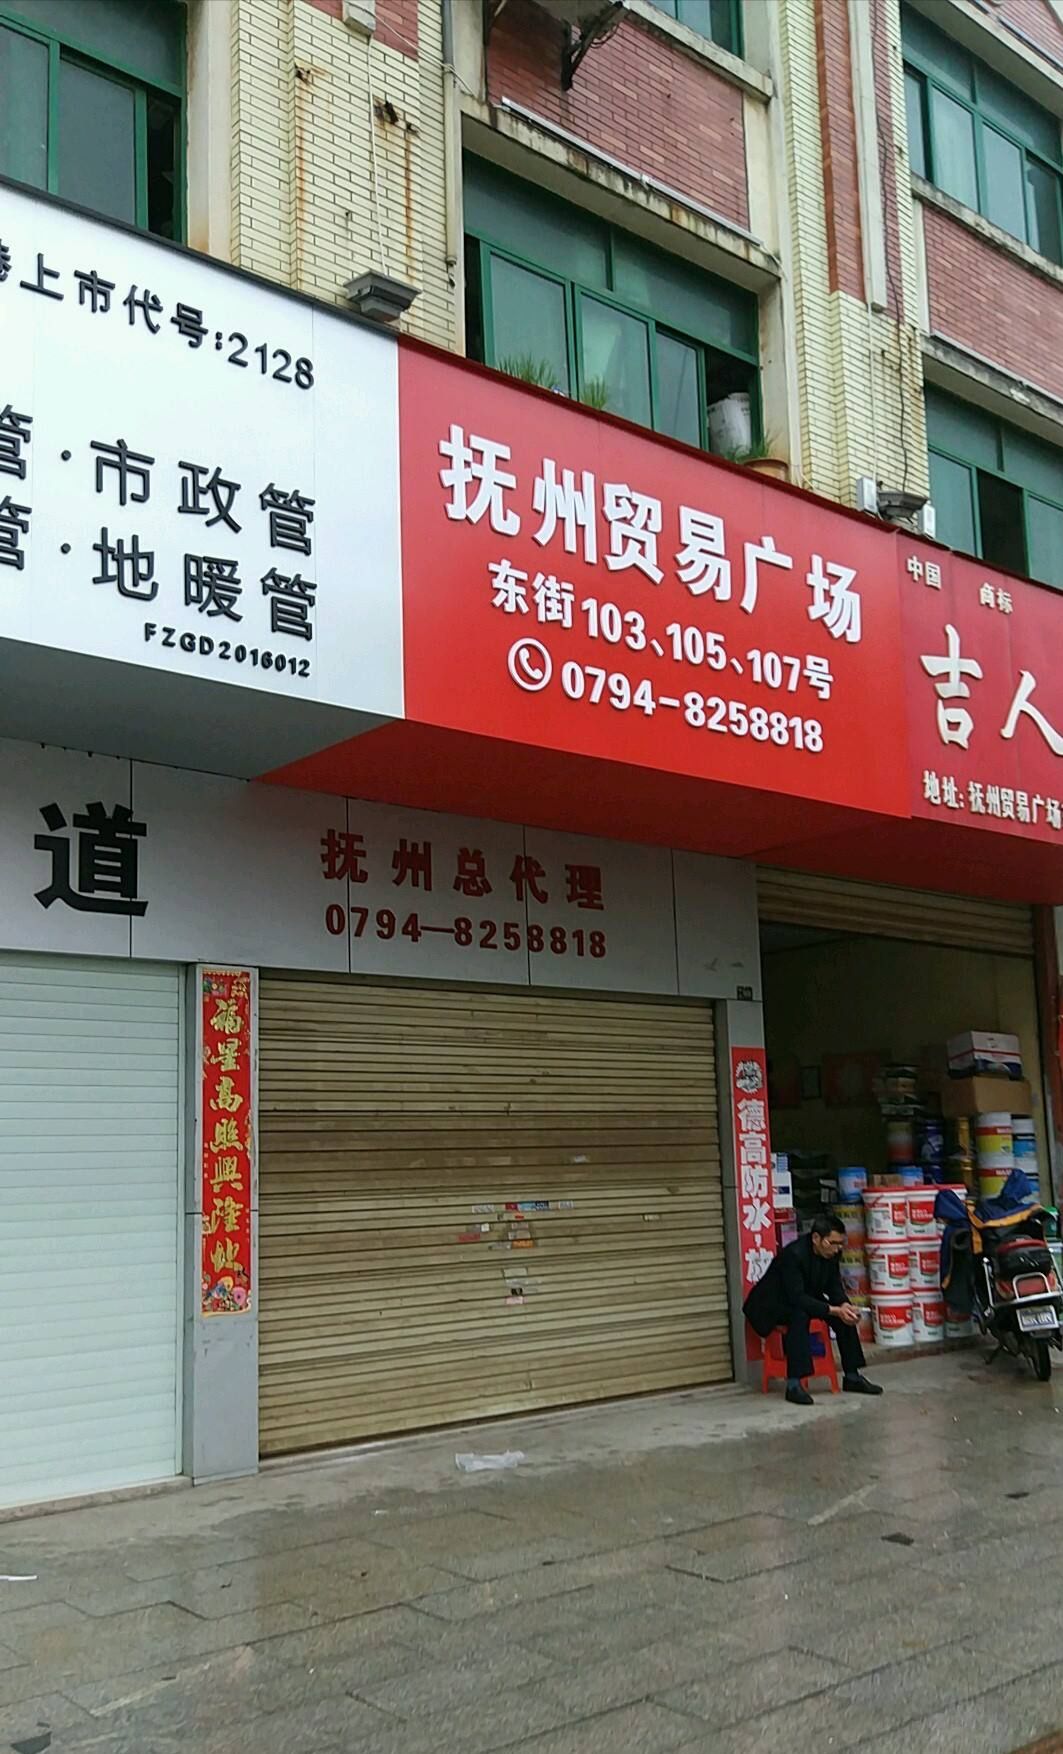 港上市代号:2128
管·市政管
管·地暖管
FZGD2016012
抚州贸易广场
东街103、105、107号
0794-8258818
中国 商标
吉人
地址:抚州贸易广场
道
抚州总代理
0794—8258818
福星高照興隆地
德高防水·